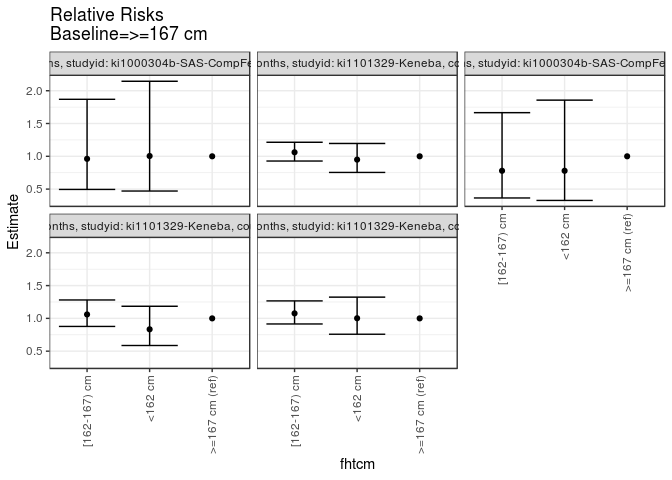 Relative Risks
Baseline=>=167 cm
ns, studyid: ki1000304b-SAS-CompFe
onths, studyid: ki1101329-Keneba, co
ns, studyid: ki1000304b-SAS-CompFe
2.0
1.5
1.0
0.5
onths, studyid: ki1101329-Keneba, co
onths, studyid: ki1101329-Keneba, co
[162-167) cm
<162 cm
>=167 cm (ref)
2.0
1.5
1.0
0.5
Estimate
[162-167) cm
<162 cm
>=167 cm (ref)
[162-167) cm
<162 cm
>=167 cm (ref)
fhtcm